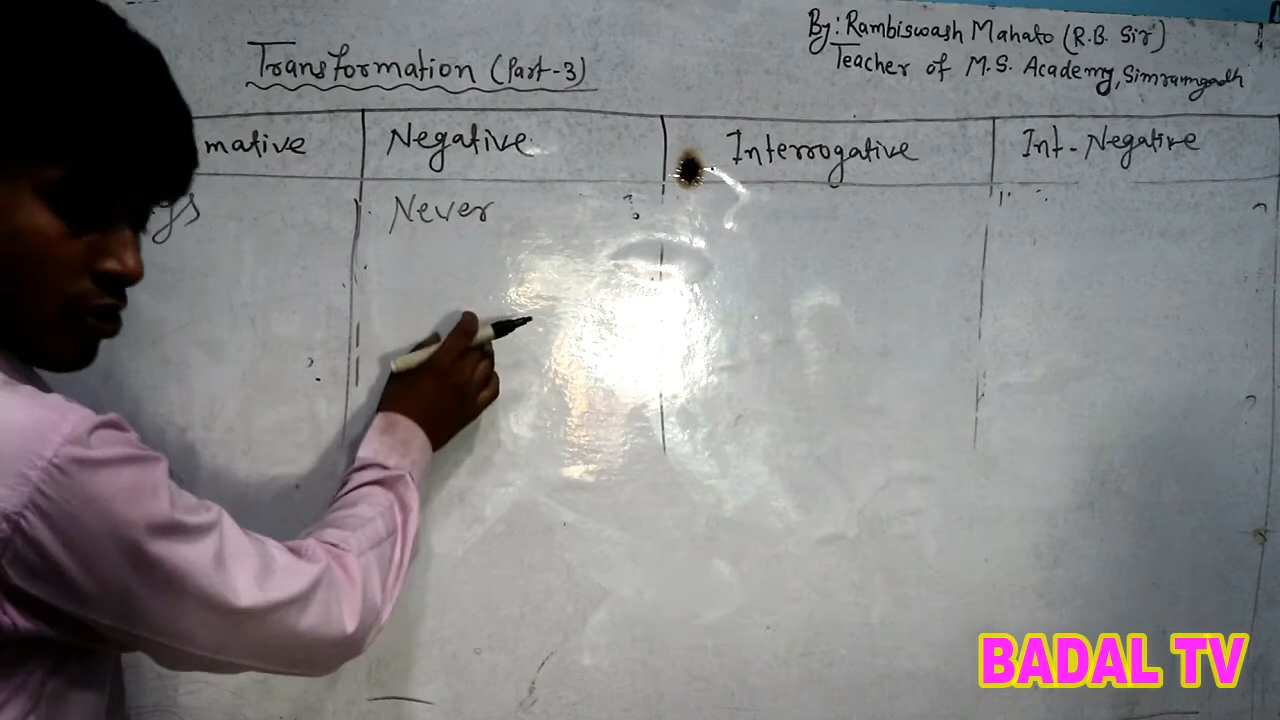 By: Rambiswash Mahato (R.B. Sir)
Transformation (Part-3)
Teacher of M.S. Academy, Simraungadh
mative Negative Interrogative Int-Negative
ys Never
BADAL TV